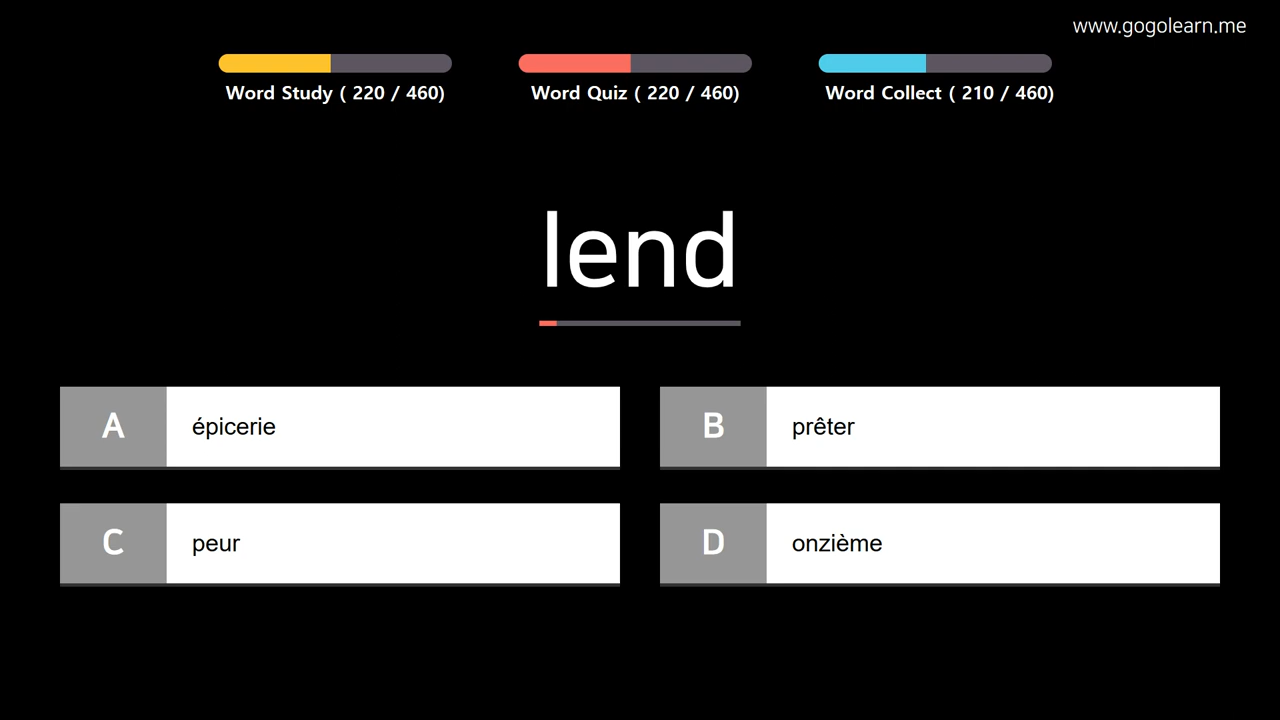 www.gogolearn.me
Word Study ( 220 / 460)
Word Quiz ( 220 / 460)
Word Collect ( 210 / 460)
lend
A épicerie
B prêter
C peur
D onzième